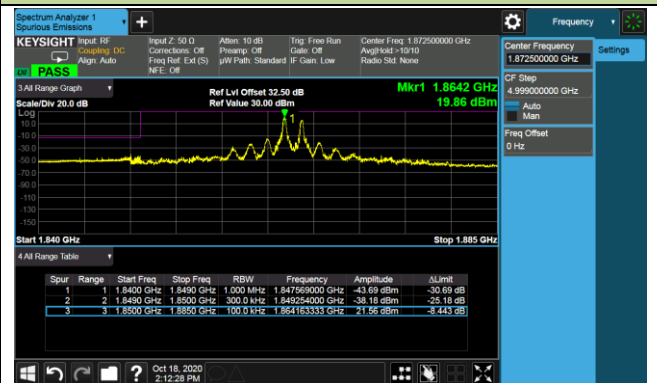 Spectrum Analyzer 1
Spurious Emissions
Frequency
KEYSIGHT
Input: RF
Coupling: DC
Align: Auto
Input Z: 50 Ω
Corrections: Off
Freq Ref: Ext (S)
NFE: Off
Atten: 10 dB
Preamp: Off
µW Path: Standard
Trig: Free Run
Gate: Off
IF Gain: Low
Center Freq: 1.872500000 GHz
Avg|Hold:>10/10
Radio Std: None
PASS
3 All Range Graph
Scale/Div 20.0 dB
Ref Lvl Offset 32.50 dB
Ref Value 30.00 dBm
Mkr1 1.8642 GHz
19.86 dBm
Log
10.0
-10.0
-30.0
-50.0
-70.0
-90.0
-110
-130
-150
1
Start 1.840 GHz
Stop 1.885 GHz
4 All Range Table
Spur Range Start Freq Stop Freq RBW Frequency Amplitude ΔLimit
1 1 1.8400 GHz 1.8490 GHz 1.000 MHz 1.847569000 GHz -43.69 dBm -30.69 dB
2 2 1.8490 GHz 1.8500 GHz 300.0 kHz 1.849254000 GHz -38.18 dBm -25.18 dB
3 3 1.8500 GHz 1.8850 GHz 100.0 kHz 1.864163333 GHz 21.56 dBm -8.443 dB
Center Frequency
1.872500000 GHz
Settings
CF Step
4.999000000 GHz
Auto
Man
Freq Offset
0 Hz
?
Oct 18, 2020
2:12:28 PM